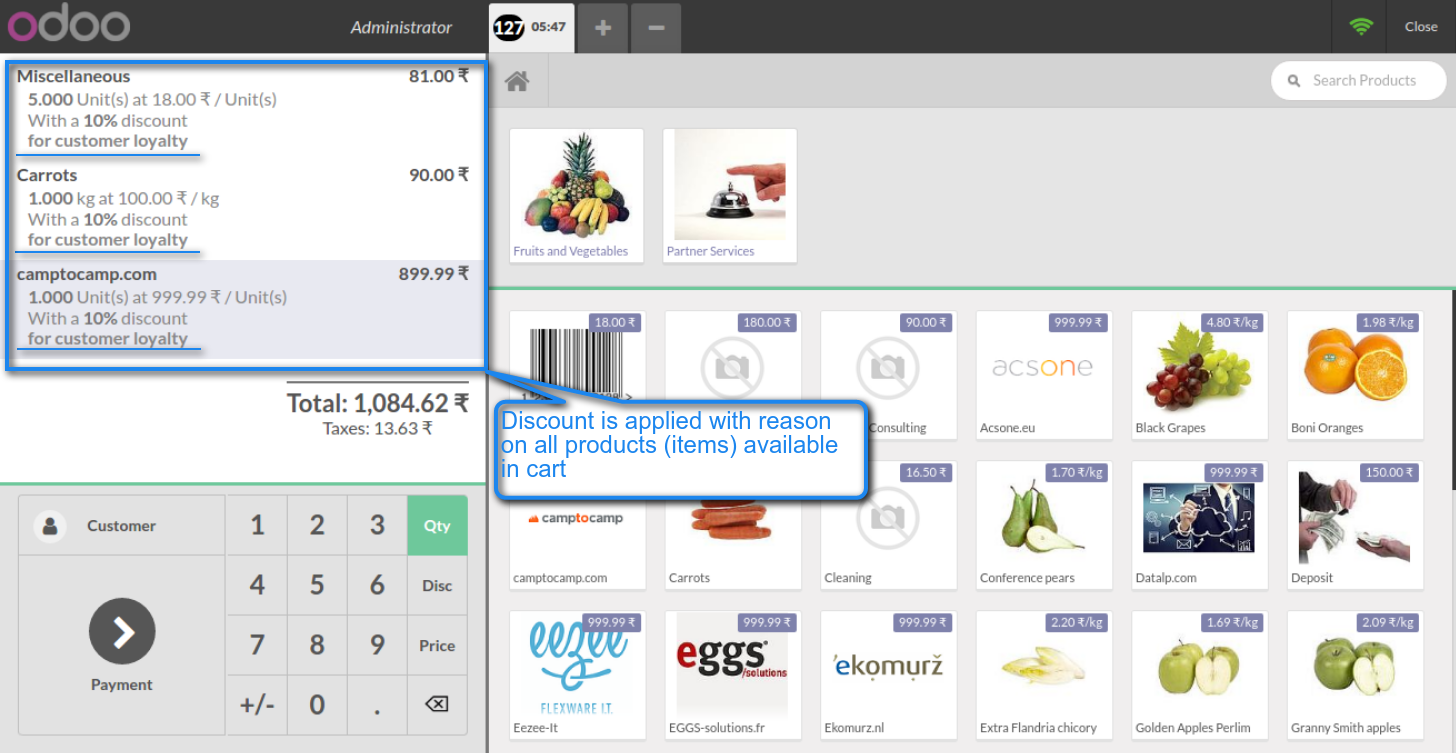 odoo
Administrator
127 05:47
+
−
Close
Miscellaneous 81.00 ₹
5.000 Unit(s) at 18.00 ₹ / Unit(s)
With a 10% discount
for customer loyalty
Carrots 90.00 ₹
1.000 kg at 100.00 ₹ / kg
With a 10% discount
for customer loyalty
camptocamp.com 899.99 ₹
1.000 Unit(s) at 999.99 ₹ / Unit(s)
With a 10% discount
for customer loyalty
Total: 1,084.62 ₹
Taxes: 13.63 ₹
Customer
Payment
1 2 3 Qty
4 5 6 Disc
7 8 9 Price
+/- 0 .
Search Products
Fruits and Vegetables
Partner Services
Discount is applied with reason
on all products (items) available
in cart
18.00 ₹
180.00 ₹
90.00 ₹
Consulting
999.99 ₹
acsone
Acsone.eu
4.80 ₹/kg
Black Grapes
1.98 ₹/kg
Boni Oranges
camptocamp
camptocamp.com
Carrots
16.50 ₹
Cleaning
1.70 ₹/kg
Conference pears
999.99 ₹
Datalp.com
150.00 ₹
Deposit
999.99 ₹
eezee
FLEXWARE I.T.
Eezee-It
999.99 ₹
eggs
/solutions
EGGS-solutions.fr
999.99 ₹
ekomurž
Ekomurz.nl
2.20 ₹/kg
Extra Flandria chicory
1.69 ₹/kg
Golden Apples Perlim
2.09 ₹/kg
Granny Smith apples